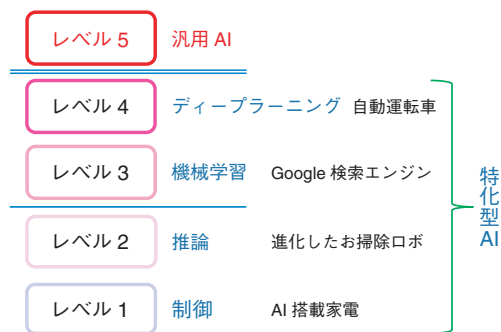 レベル 5 汎用 AI
レベル 4 ディープラーニング 自動運転車
レベル 3 機械学習 Google 検索エンジン
レベル 2 推論 進化したお掃除ロボ
レベル 1 制御 AI 搭載家電
特化型AI